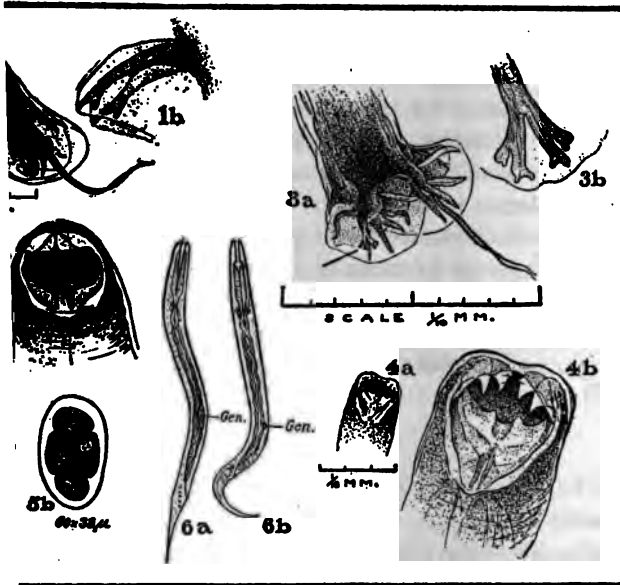 1b
3a
3b
SCALE 1/10 MM.
4a
4b
1/10 MM.
Gen.
Gen.
5b
60×38µ
6a
6b